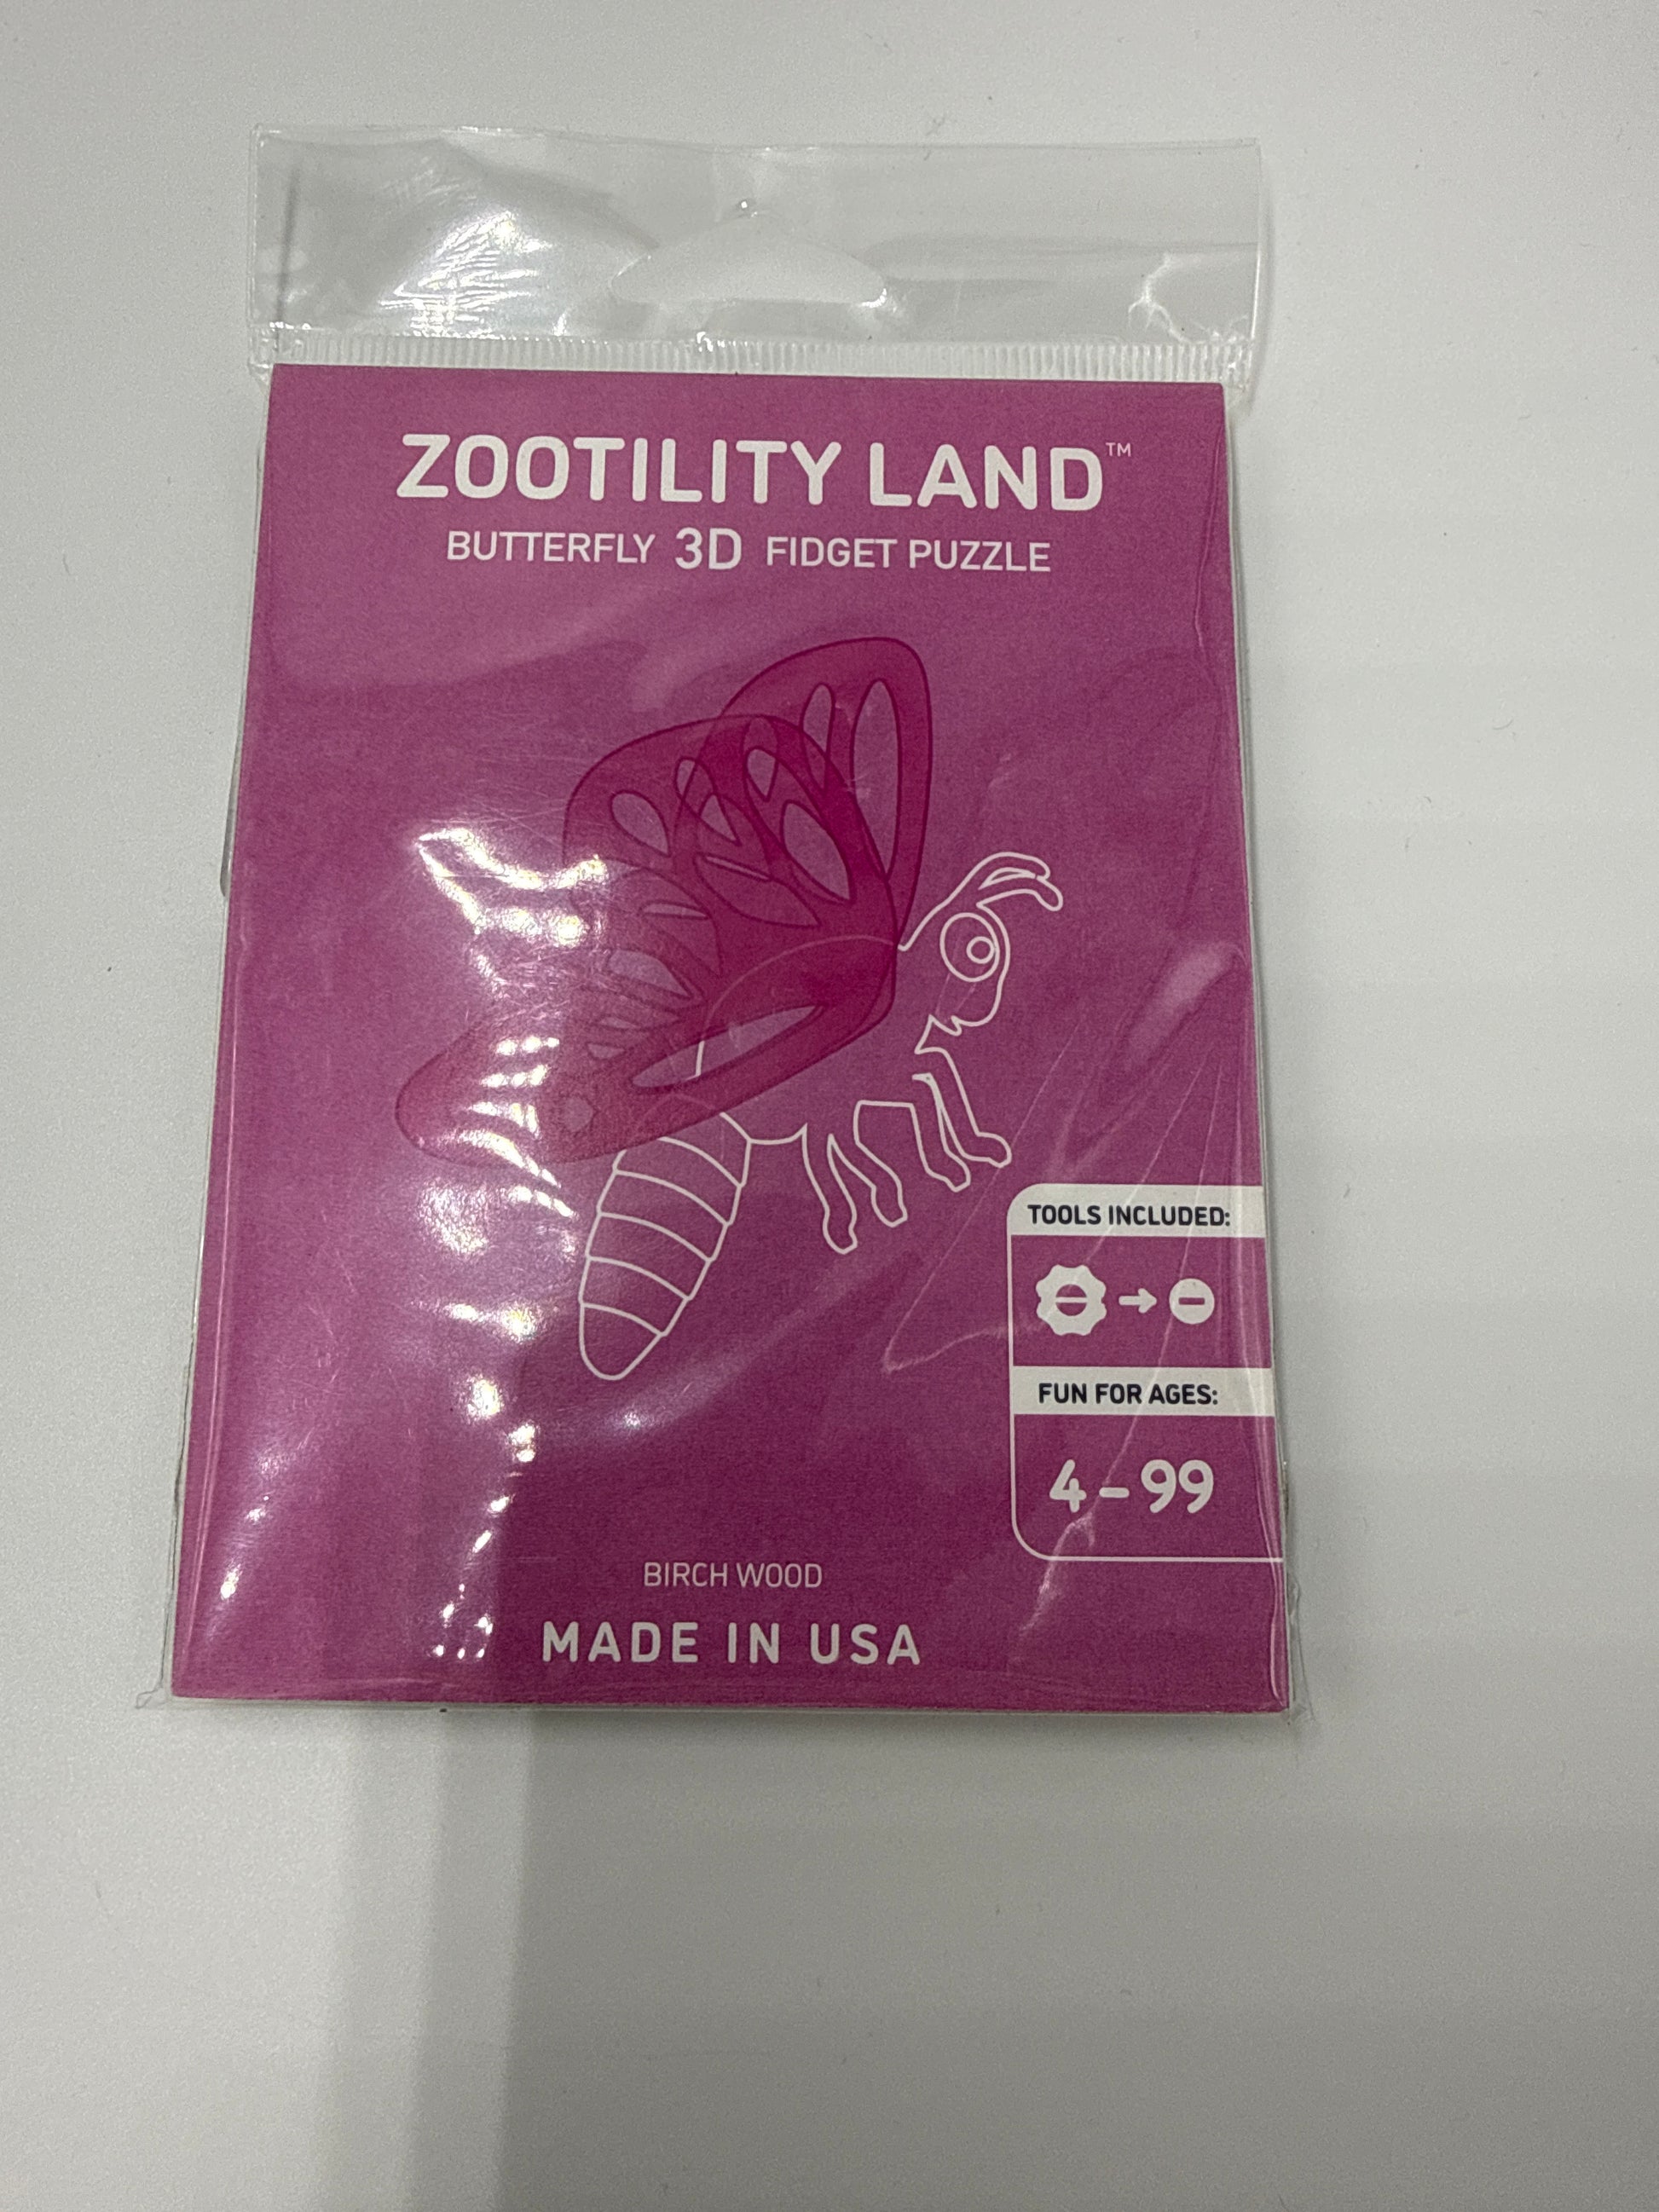 ZOOTILITY LAND™
BUTTERFLY 3D FIDGET PUZZLE
TOOLS INCLUDED:
FUN FOR AGES:
4 – 99
BIRCH WOOD
MADE IN USA